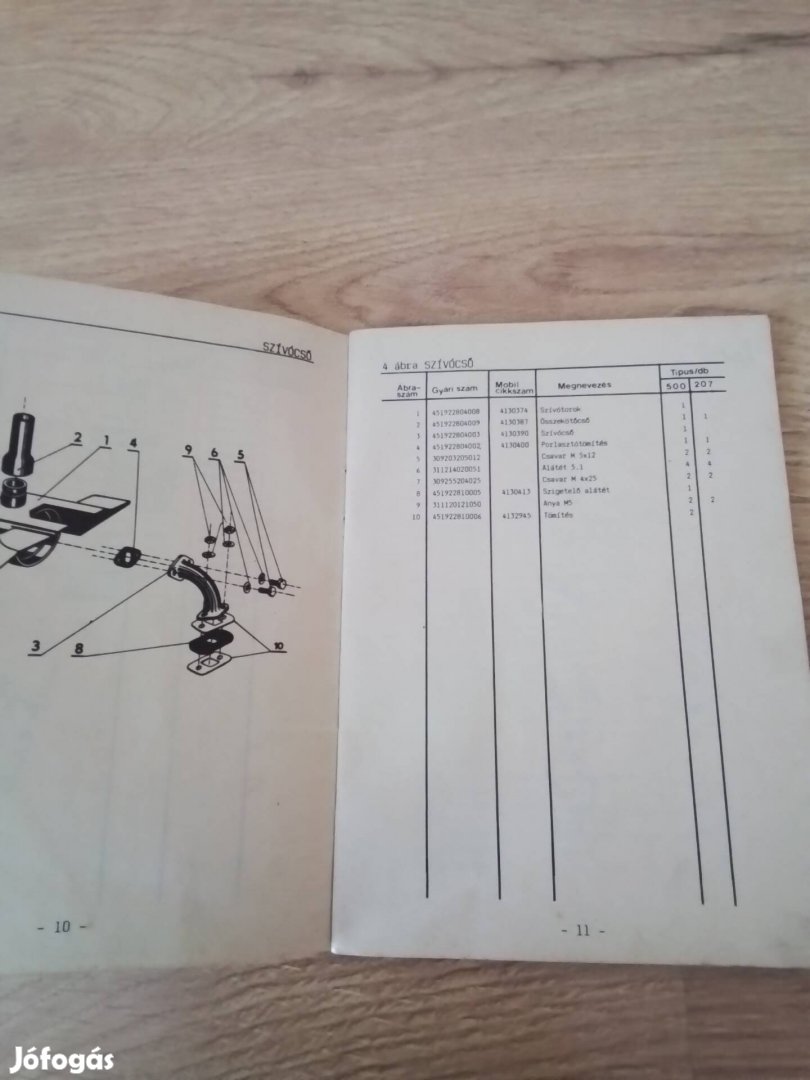 SZÍVÓCSŐ
2
1
4
9
6
5
3
8
10
- 10 -
4 ábra SZÍVÓCSŐ
Ábra- szám Gyári szam Mobil cikkszam Megnevezés Tipus/db
500 207
1 451922804008 4130374 Szívótorok 1
2 451922804009 4130387 Összekötőcső 1 1
3 451922804003 4130390 Szívócső 1
4 451922804002 4130400 Porlasztótömítés 1 1
5 309203205012 Csavar M 5x12 2 2
6 311214020051 Alátét 5.1 4 4
7 309255204025 Csavar M 4x25 2 2
8 451922810005 4130413 Szigetelő alátét 1
9 311120121050 Anya M5 2 2
10 451922810006 4132945 Tömítés 2
- 11 -
Jófogás